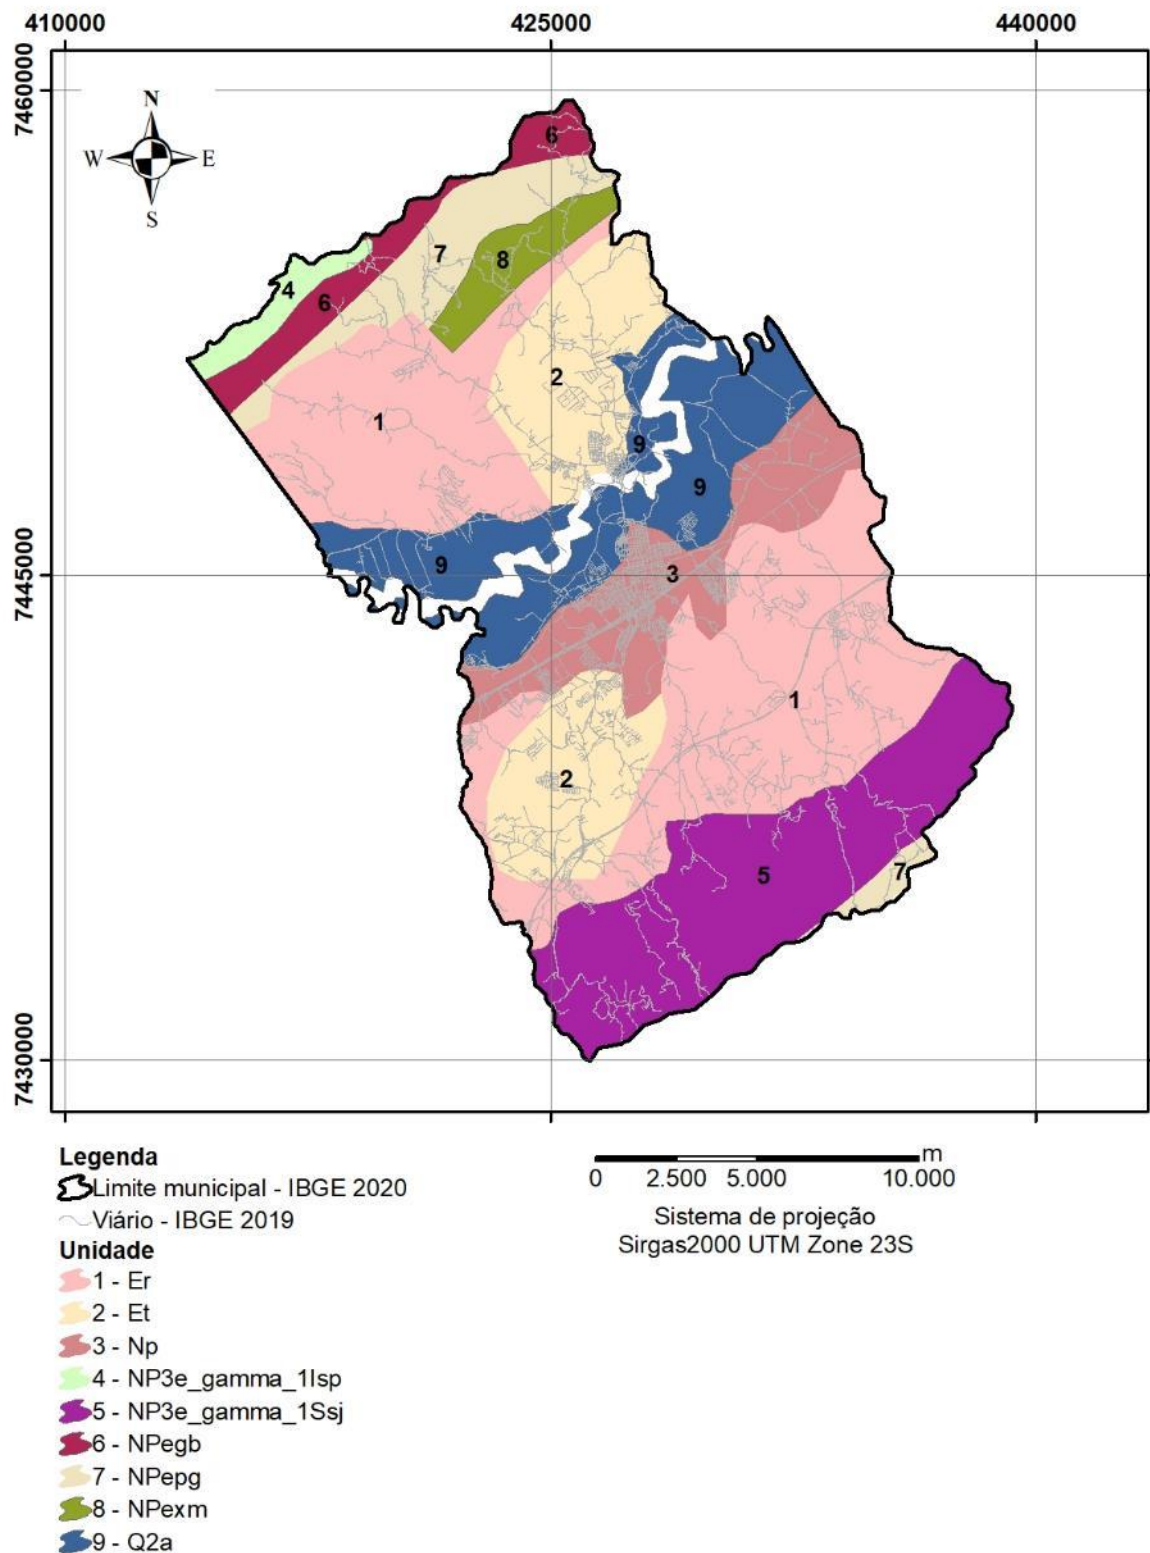 410000 425000 440000
7460000
N
W E
S
6
7
8
4
6
2
1
9
9
9
7445000
3
1
2
5
7
7430000
Legenda
Limite municipal - IBGE 2020
Viário - IBGE 2019
Unidade
1 - Er
2 - Et
3 - Np
4 - NP3e_gamma_1Isp
5 - NP3e_gamma_1Ssj
6 - NPegb
7 - NPepg
8 - NPexm
9 - Q2a
m
0 2.500 5.000 10.000
Sistema de projeção
Sirgas2000 UTM Zone 23S